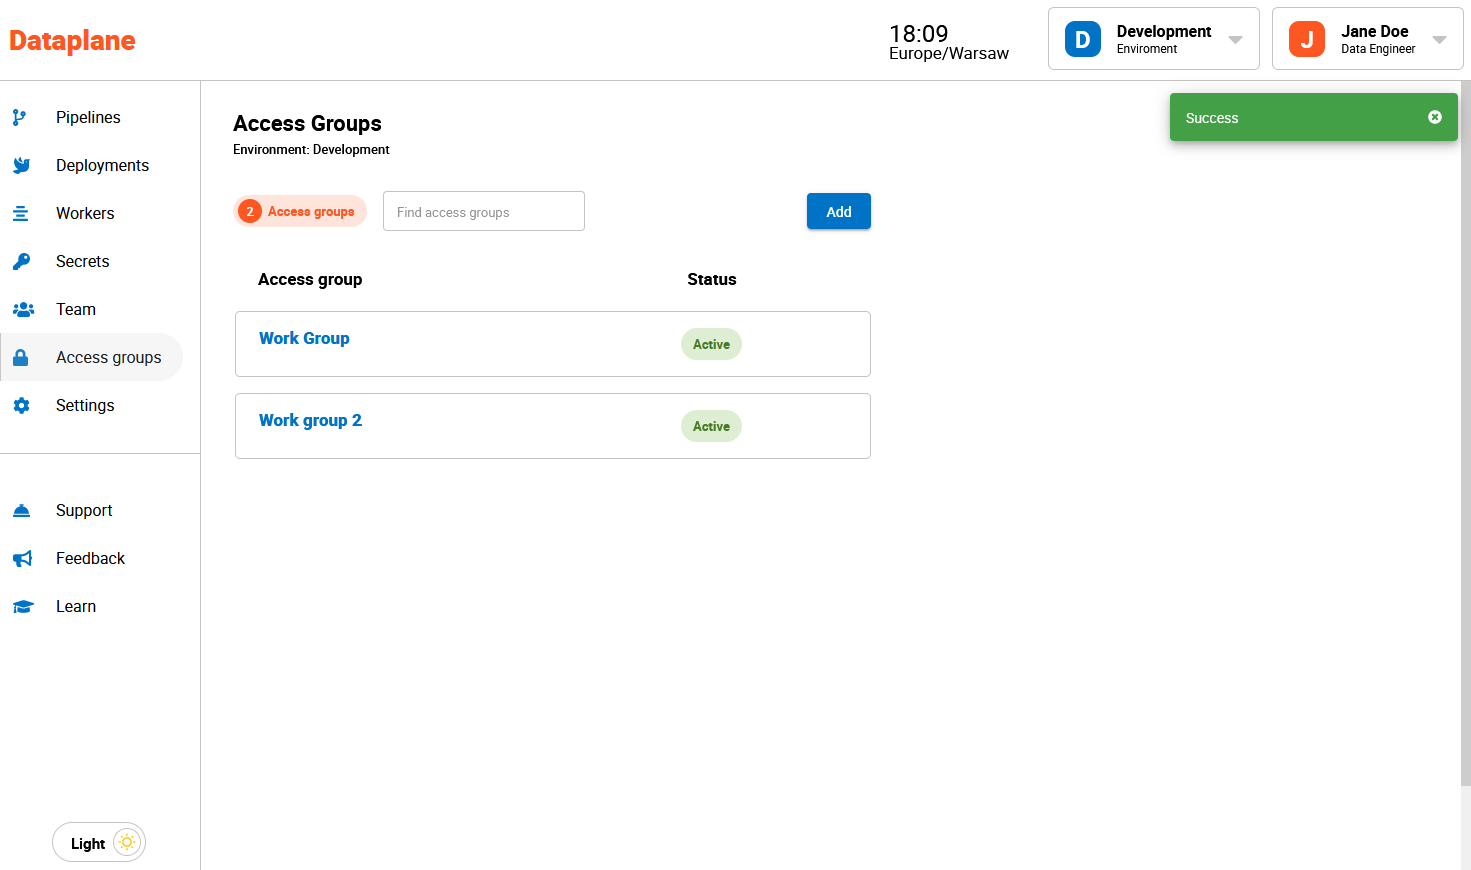 Dataplane
18:09
Europe/Warsaw
D
Development
Enviroment
J
Jane Doe
Data Engineer
Pipelines
Deployments
Workers
Secrets
Team
Access groups
Settings
Support
Feedback
Learn
Light
Access Groups
Environment: Development
Success
2 Access groups
Find access groups
Add
Access group Status
Work Group Active
Work group 2 Active